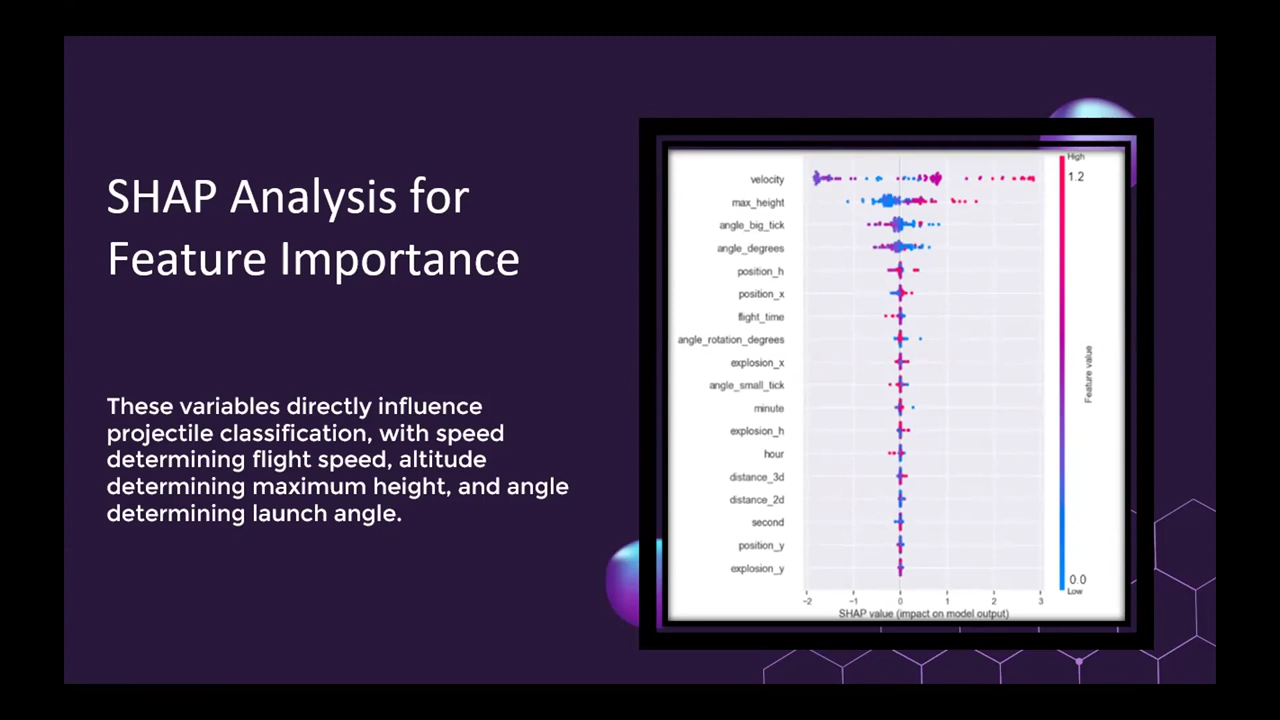 SHAP Analysis for
Feature Importance
These variables directly influence
projectile classification, with speed
determining flight speed, altitude
determining maximum height, and angle
determining launch angle.
velocity
max_height
angle_big_tick
angle_degrees
position_h
position_x
flight_time
angle_rotation_degrees
explosion_x
angle_small_tick
minute
explosion_h
hour
distance_3d
distance_2d
second
position_y
explosion_y
-2 -1 0 1 2 3
SHAP value (impact on model output)
High
1.2
Feature value
0.0
Low